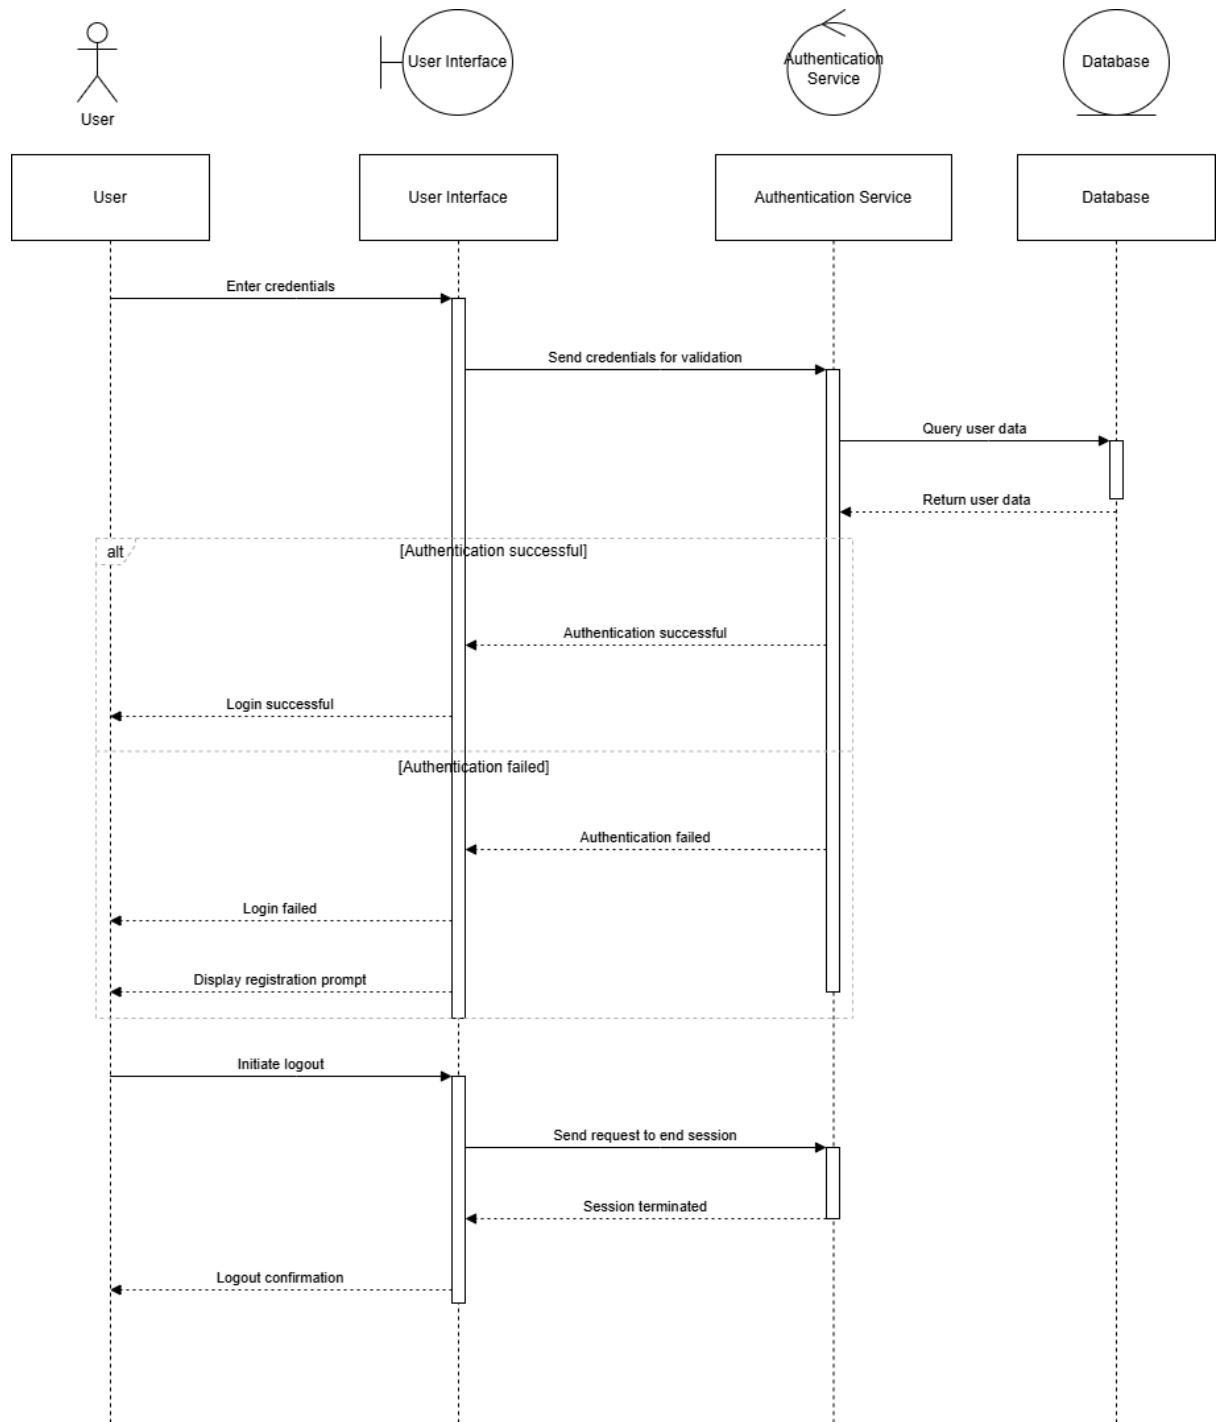 User Interface
Authentication
Service
Database
User
User
User Interface
Authentication Service
Database
Enter credentials
Send credentials for validation
Query user data
Return user data
alt
[Authentication successful]
Authentication successful
Login successful
[Authentication failed]
Authentication failed
Login failed
Display registration prompt
Initiate logout
Send request to end session
Session terminated
Logout confirmation